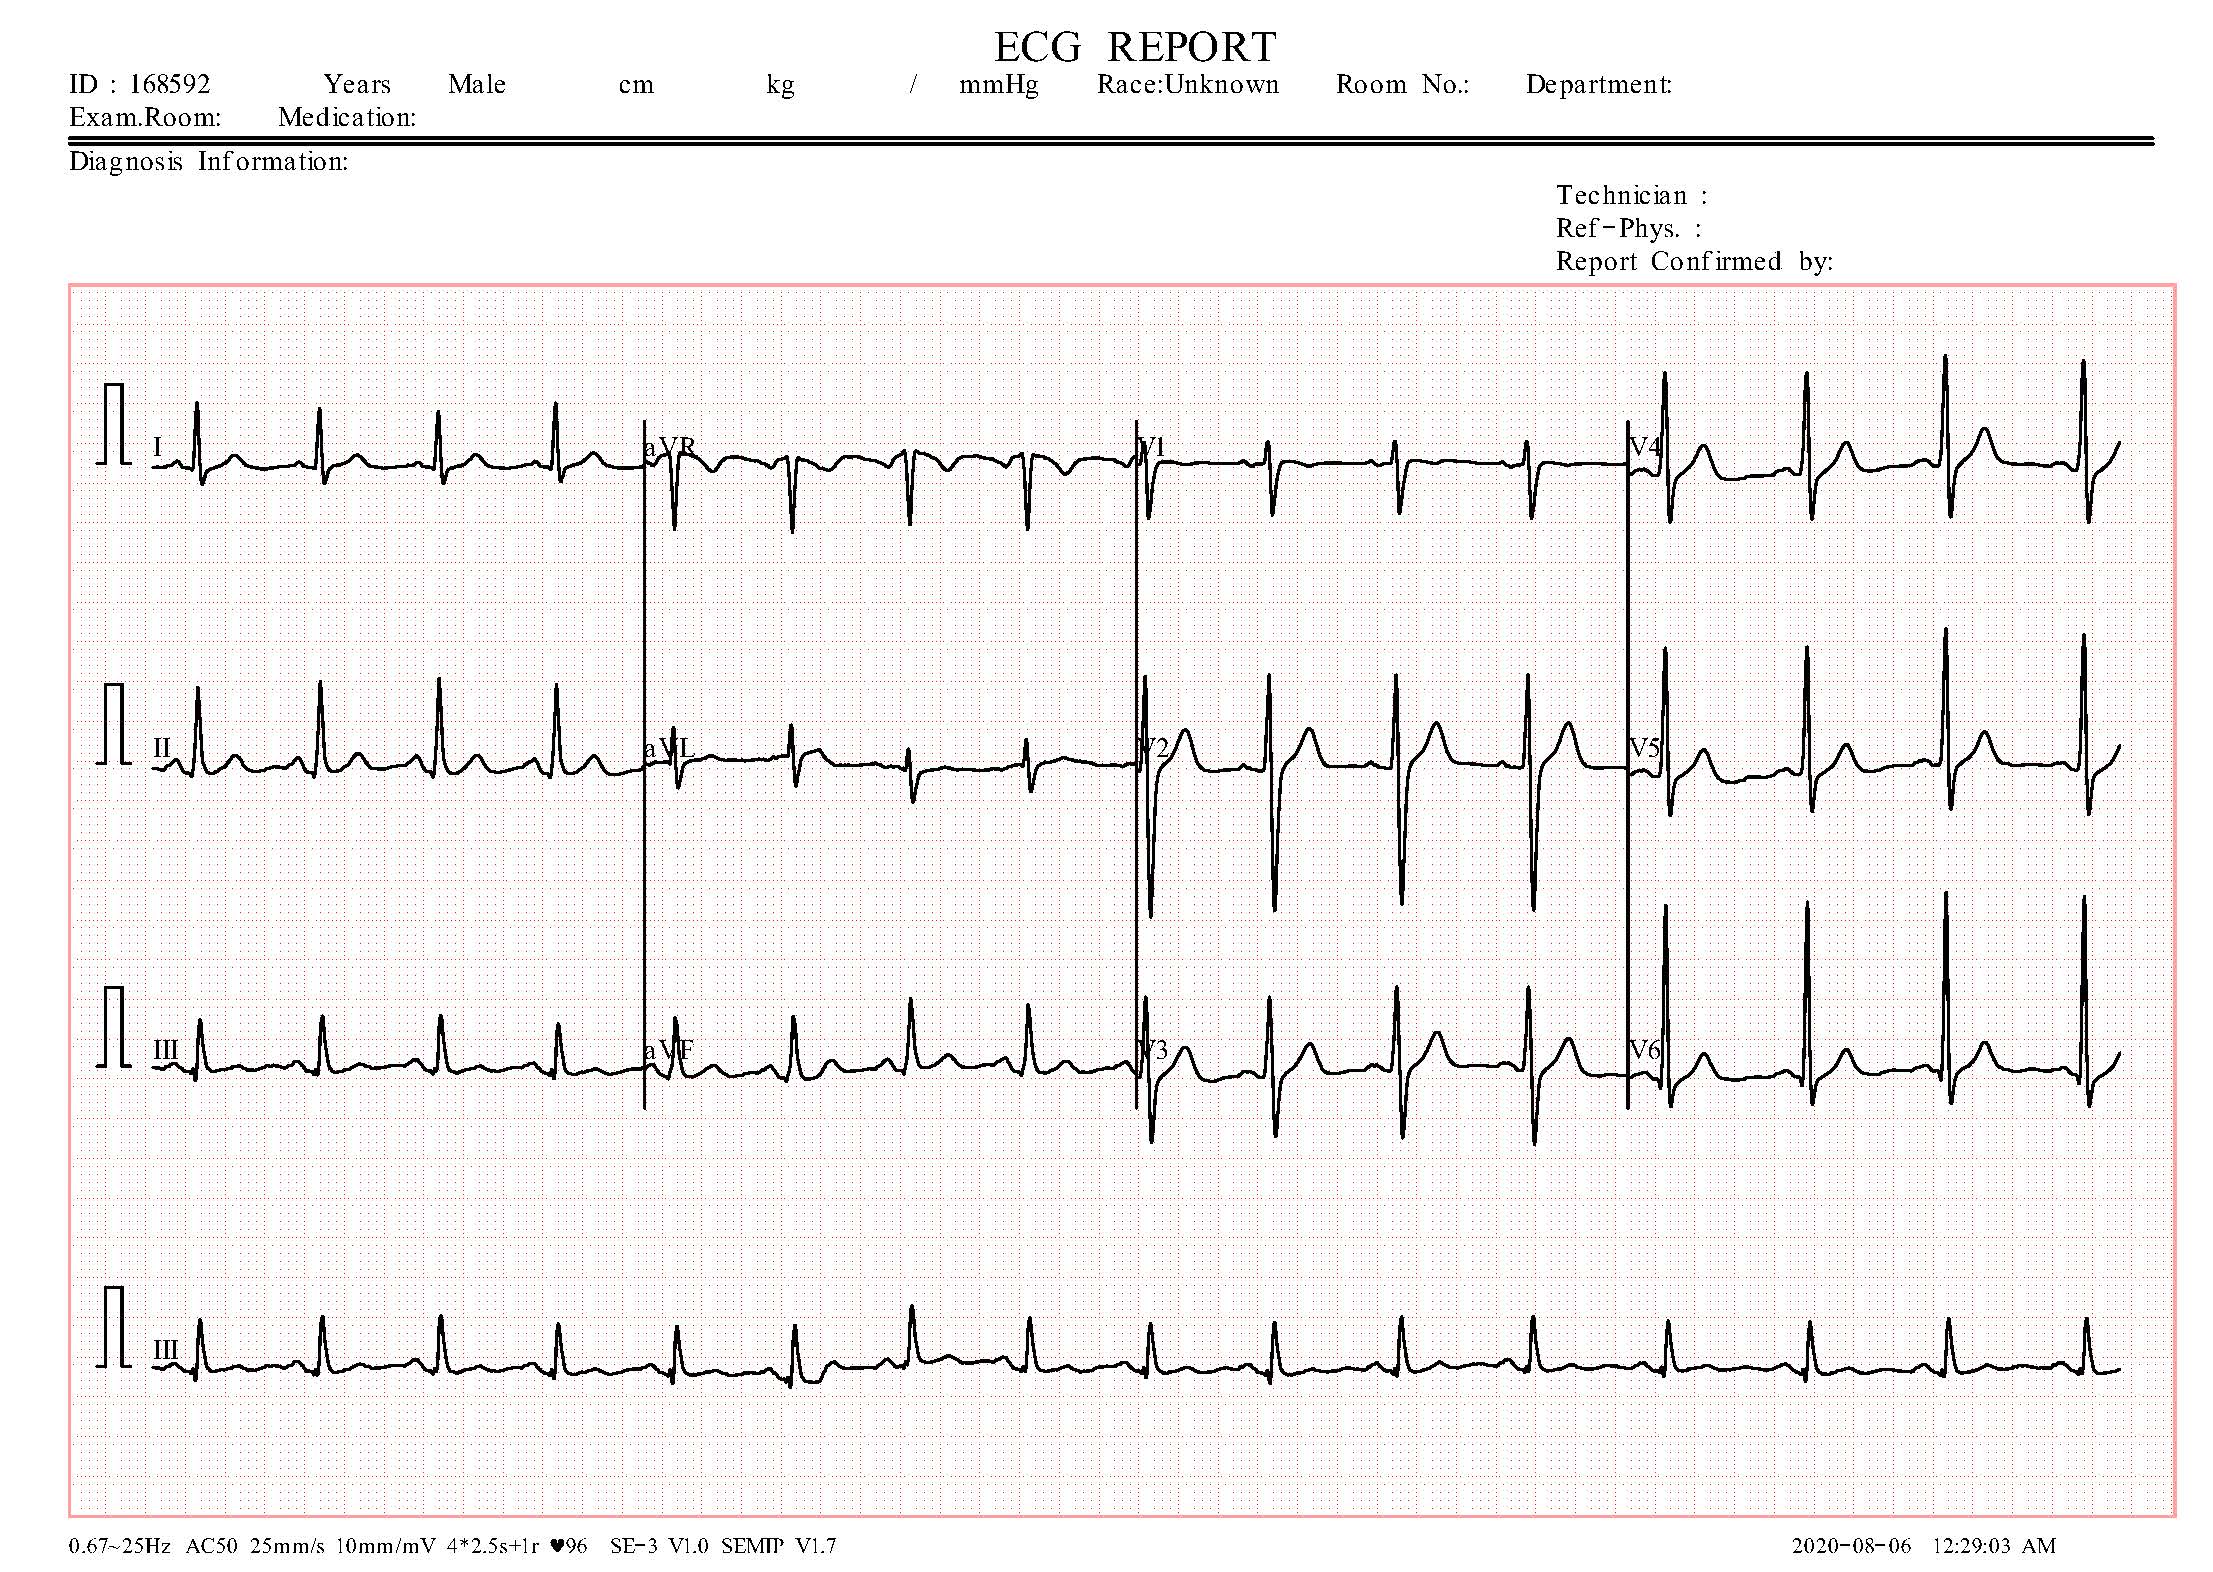 ECG REPORT
ID : 168592 Years Male cm kg / mmHg Race:Unknown Room No.: Department:
Exam.Room: Medication:
Diagnosis Information:
Technician :
Ref-Phys. :
Report Confirmed by:
I aVR V1 V4
II aVL V2 V5
III aVF V3 V6
III
0.67~25Hz AC50 25mm/s 10mm/mV 4*2.5s+1r ♥96 SE-3 V1.0 SEMIP V1.7 2020-08-06 12:29:03 AM